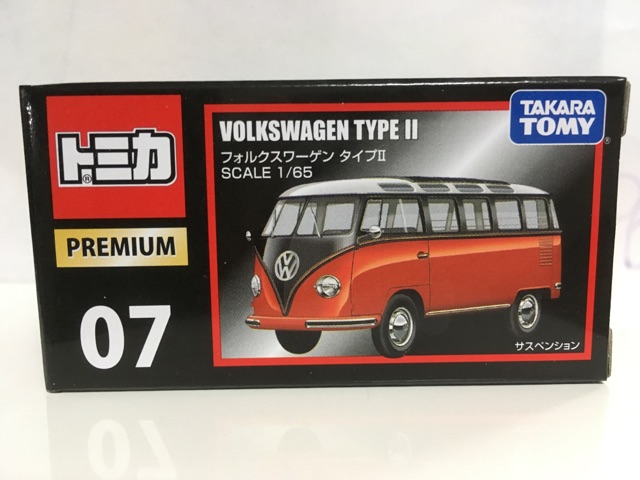 トミカ
®
PREMIUM
07
VOLKSWAGEN TYPE II
フォルクスワーゲン タイプII
SCALE 1/65
TAKARA
TOMY
®
サスペンション